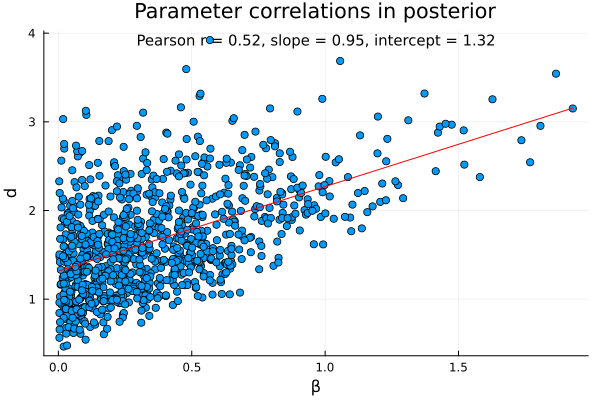 Parameter correlations in posterior
Pearson r = 0.52, slope = 0.95, intercept = 1.32
4
3
2
1
d
0.0 0.5 1.0 1.5
β